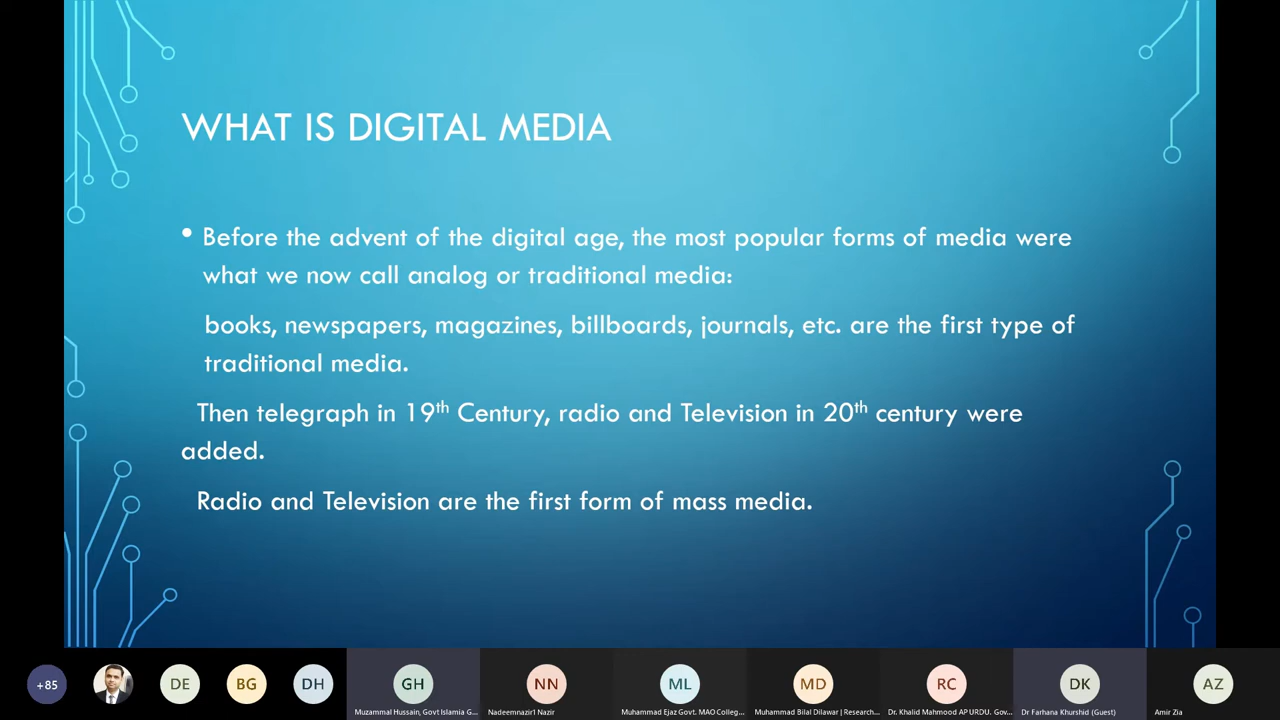 WHAT IS DIGITAL MEDIA
• Before the advent of the digital age, the most popular forms of media were
what we now call analog or traditional media:
books, newspapers, magazines, billboards, journals, etc. are the first type of
traditional media.
Then telegraph in 19th Century, radio and Television in 20th century were
added.
Radio and Television are the first form of mass media.
+85
DE
BG
DH
GH
NN
ML
MD
RC
DK
AZ
Muzammal Hussain, Govt Islamia G...
Nadeemnazir1 Nazir
Muhammad Ejaz Govt. MAO Colleg...
Muhammad Bilal Dilawar | Research...
Dr. Khalid Mahmood AP URDU. Gov...
Dr Farhana Khurshid (Guest)
Amir Zia